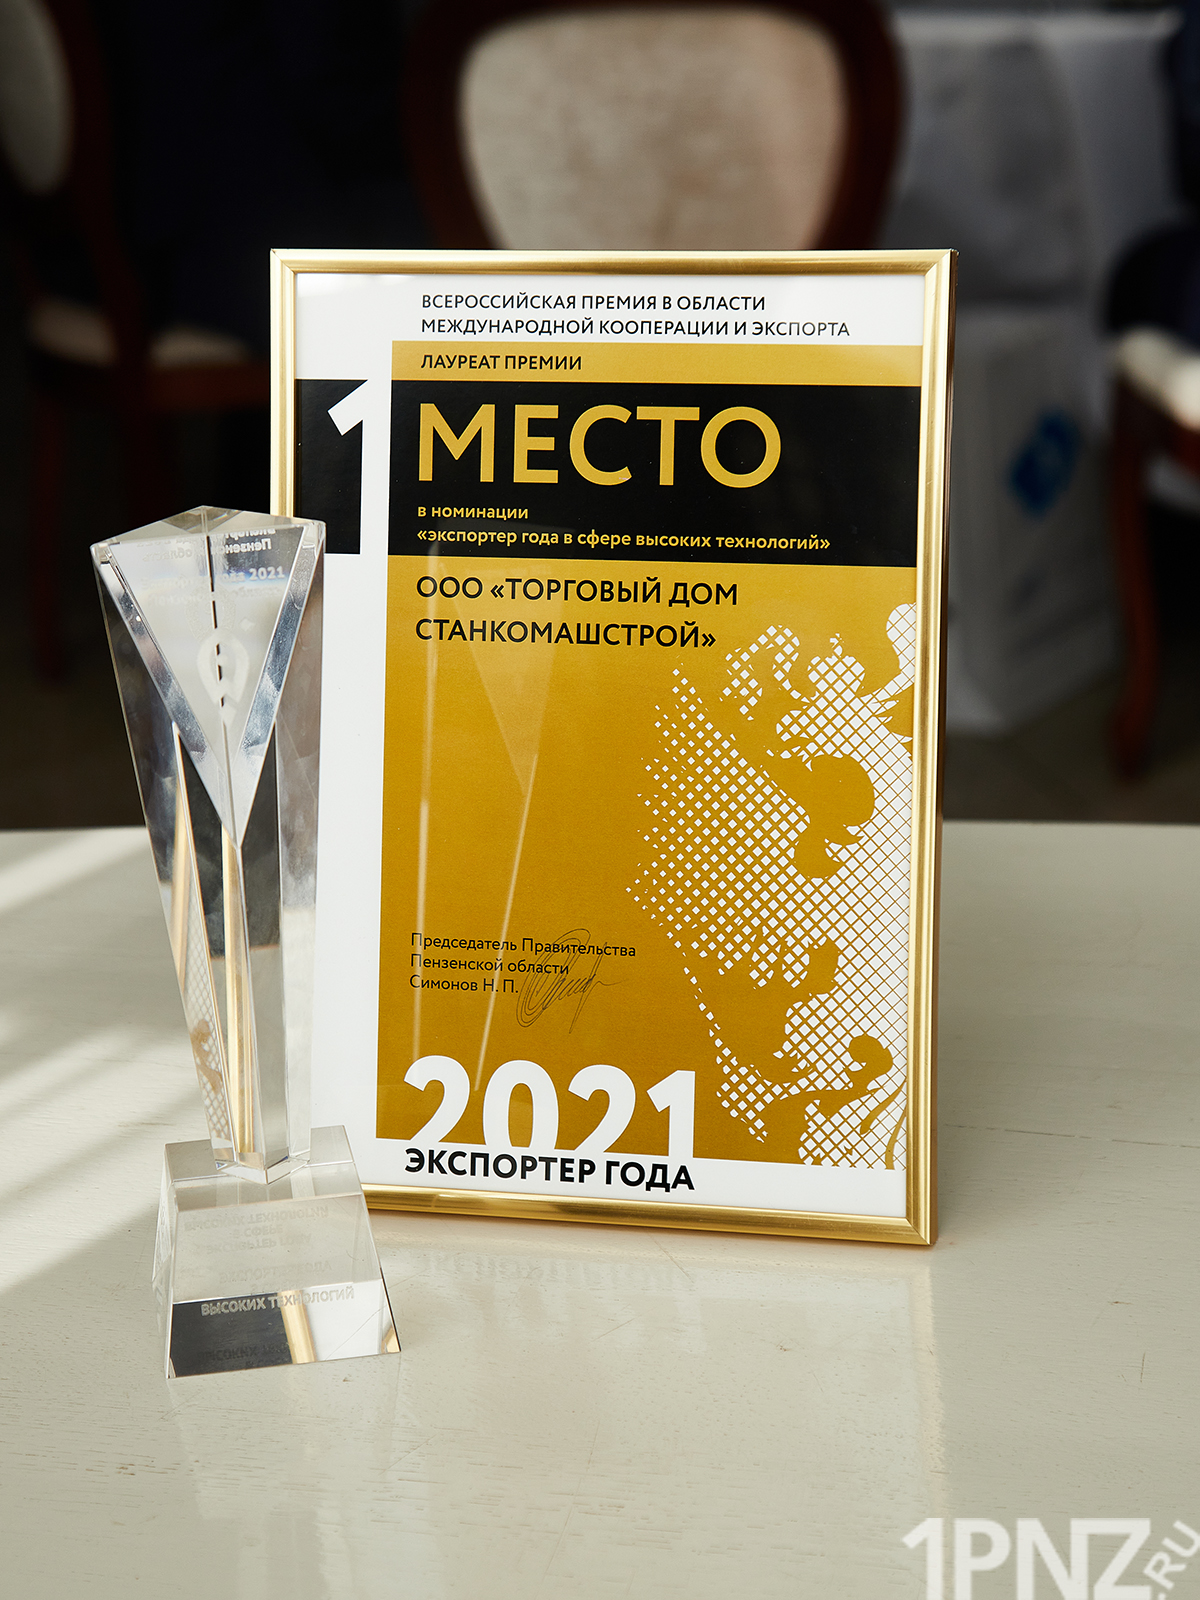 ВСЕРОССИЙСКАЯ ПРЕМИЯ В ОБЛАСТИ
МЕЖДУНАРОДНОЙ КООПЕРАЦИИ И ЭКСПОРТА
ЛАУРЕАТ ПРЕМИИ
1 МЕСТО
в номинации
«экспортер года в сфере высоких технологий»
ООО «ТОРГОВЫЙ ДОМ
СТАНКОМАШСТРОЙ»
Председатель Правительства
Пензенской области
Симонов Н. П.
2021
ЭКСПОРТЕР ГОДА
2021
ВЫСОКИХ ТЕХНОЛОГИЙ
1PNZ.RU